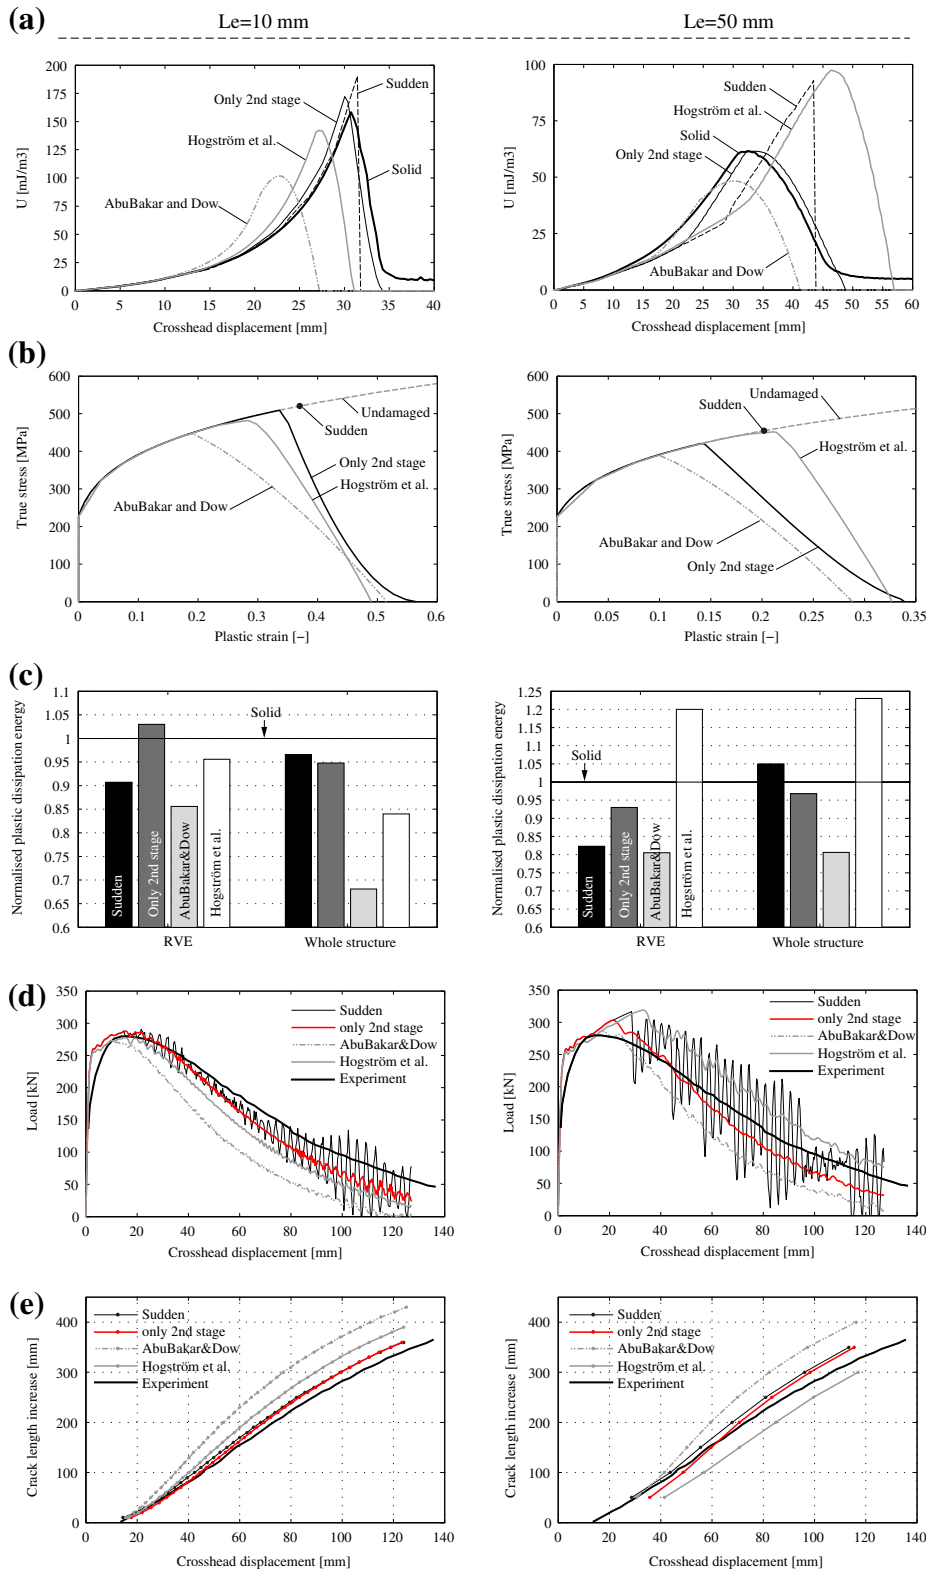 (a)
Le=10 mm
Le=50 mm
200
175
150
125
100
75
50
25
0
U [mJ/m3]
Sudden
Only 2nd stage
Hogström et al.
Solid
AbuBakar and Dow
0 5 10 15 20 25 30 35 40
Crosshead displacement [mm]
100
75
50
25
0
U [mJ/m3]
Sudden
Hogström et al.
Solid
Only 2nd stage
AbuBakar and Dow
0 5 10 15 20 25 30 35 40 45 50 55 60
Crosshead displacement [mm]
(b)
600
500
400
300
200
100
0
True stress [MPa]
Undamaged
Sudden
Only 2nd stage
Hogström et al.
AbuBakar and Dow
0 0.1 0.2 0.3 0.4 0.5 0.6
Plastic strain [−]
600
500
400
300
200
100
0
True stress [MPa]
Undamaged
Sudden
Hogström et al.
AbuBakar and Dow
Only 2nd stage
0 0.05 0.1 0.15 0.2 0.25 0.3 0.35
Plastic strain [−]
(c)
1.1
1.05
1
0.95
0.9
0.85
0.8
0.75
0.7
0.65
0.6
Normalised plastic dissipation energy
Solid
Sudden
Only 2nd stage
AbuBakar&Dow
Hogström et al.
RVE
Whole structure
1.25
1.2
1.15
1.1
1.05
1
0.95
0.9
0.85
0.8
0.75
0.7
0.65
0.6
Normalised plastic dissipation energy
Solid
Sudden
Only 2nd stage
AbuBakar&Dow
Hogström et al.
RVE
Whole structure
(d)
350
300
250
200
150
100
50
0
Load [kN]
Sudden
only 2nd stage
AbuBakar&Dow
Hogström et al.
Experiment
0 20 40 60 80 100 120 140
Crosshead displacement [mm]
350
300
250
200
150
100
50
0
Load [kN]
Sudden
only 2nd stage
AbuBakar&Dow
Hogström et al.
Experiment
0 20 40 60 80 100 120 140
Crosshead displacement [mm]
(e)
400
300
200
100
0
Crack length increase [mm]
Sudden
only 2nd stage
AbuBakar&Dow
Hogström et al.
Experiment
0 20 40 60 80 100 120 140
Crosshead displacement [mm]
400
300
200
100
0
Crack length increase [mm]
Sudden
only 2nd stage
AbuBakar&Dow
Hogström et al.
Experiment
0 20 40 60 80 100 120 140
Crosshead displacement [mm]